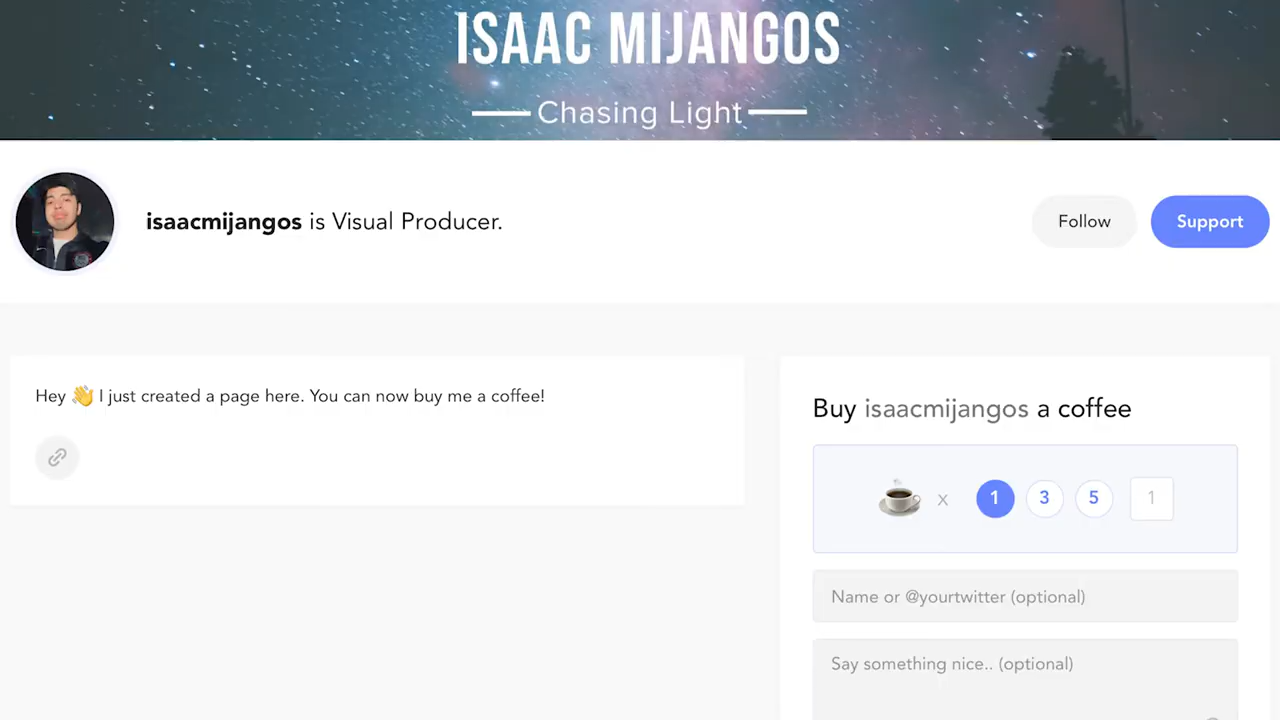 ISAAC MIJANGOS
Chasing Light
isaacmijangos is Visual Producer.
Follow
Support
Hey 👋 I just created a page here. You can now buy me a coffee!
Buy isaacmijangos a coffee
x 1 3 5 1
Name or @yourtwitter (optional)
Say something nice.. (optional)